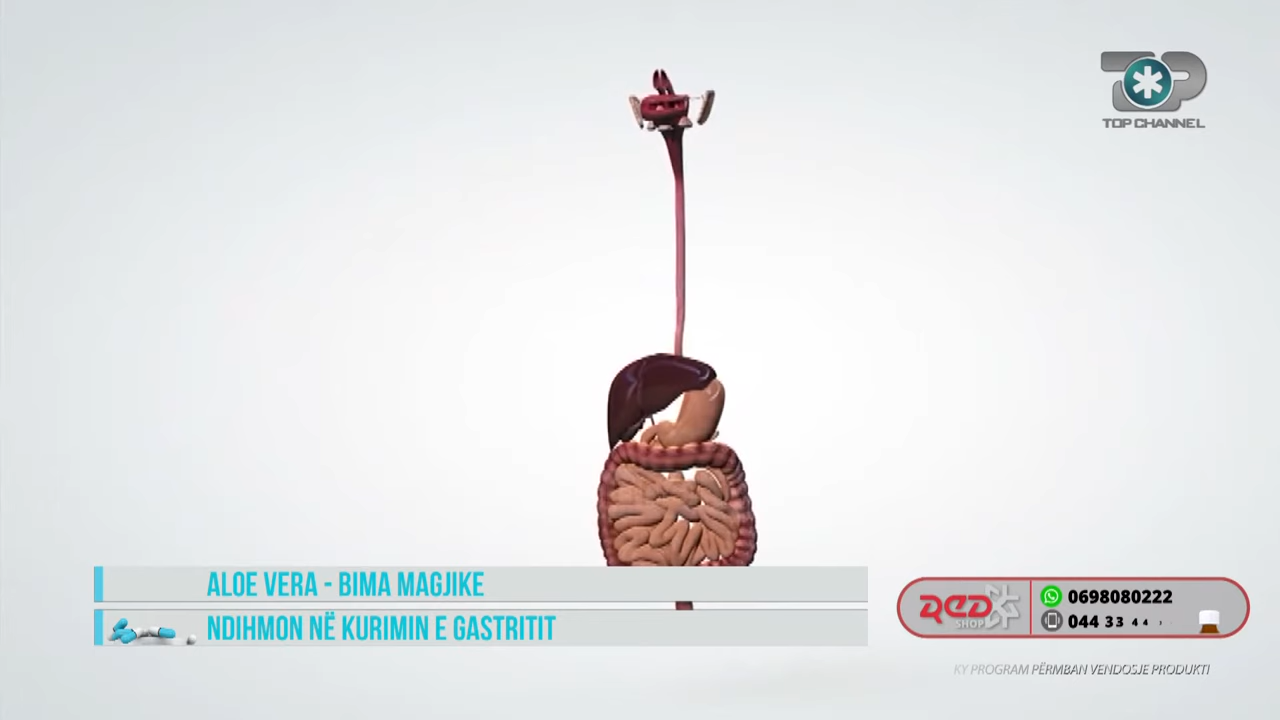 TOP CHANNEL
ALOE VERA - BIMA MAGJIKE
NDIHMON NË KURIMIN E GASTRITIT
RED
SHOP
0698080222
044 33 44
KY PROGRAM PËRMBAN VENDOSJE PRODUKTI